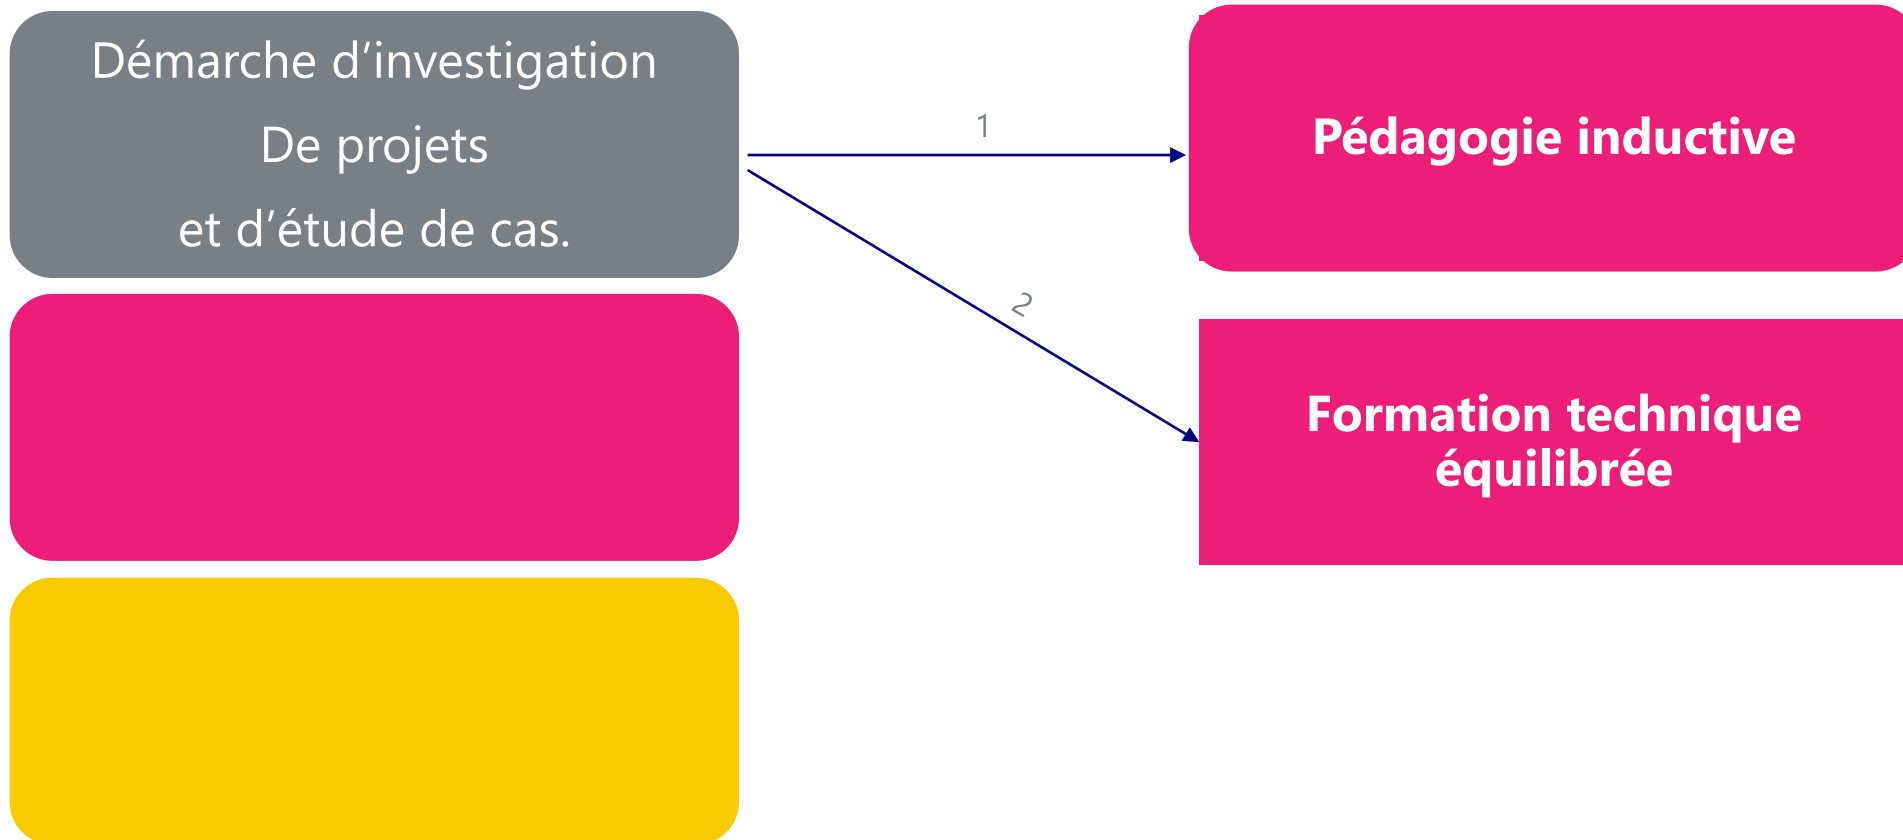 Démarche d’investigation
De projets
et d’étude de cas.
1
Pédagogie inductive
2
Formation technique
équilibrée